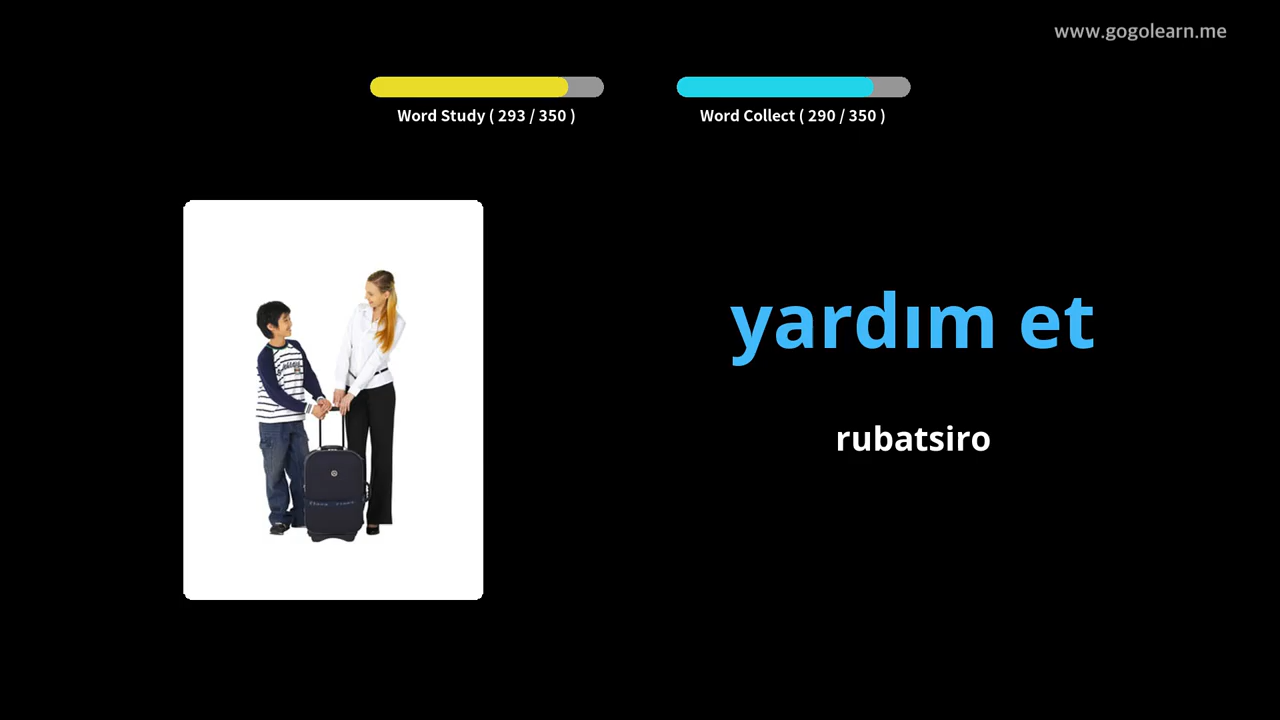 www.gogolearn.me
Word Study ( 293 / 350 )
Word Collect ( 290 / 350 )
yardım et
rubatsiro